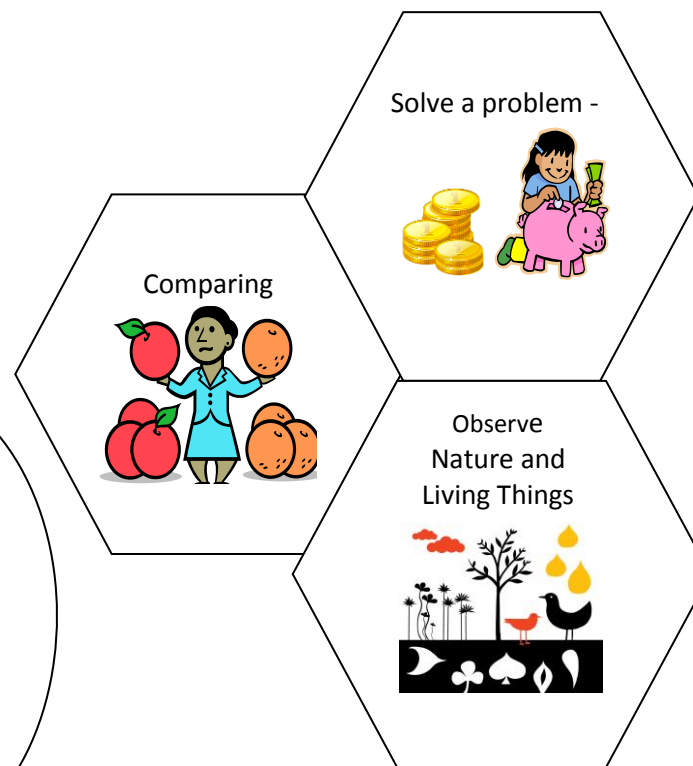 Solve a problem -
Comparing
Observe
Nature and
Living Things